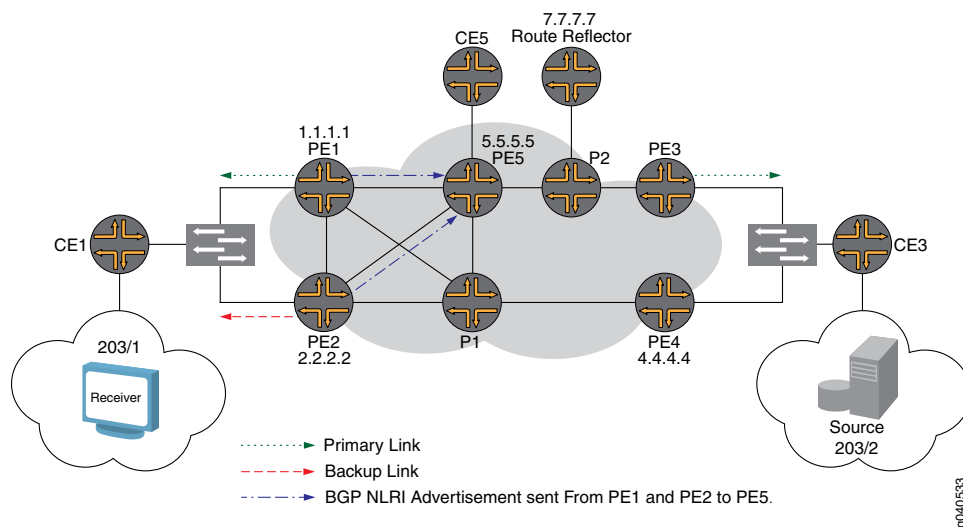 7.7.7.7
Route Reflector
CE5
1.1.1.1
PE1
5.5.5.5
PE5
P2
PE3
CE1
CE3
PE2
2.2.2.2
P1
PE4
4.4.4.4
203/1
Receiver
Source
203/2
Primary Link
Backup Link
BGP NLRI Advertisement sent From PE1 and PE2 to PE5.
g040533